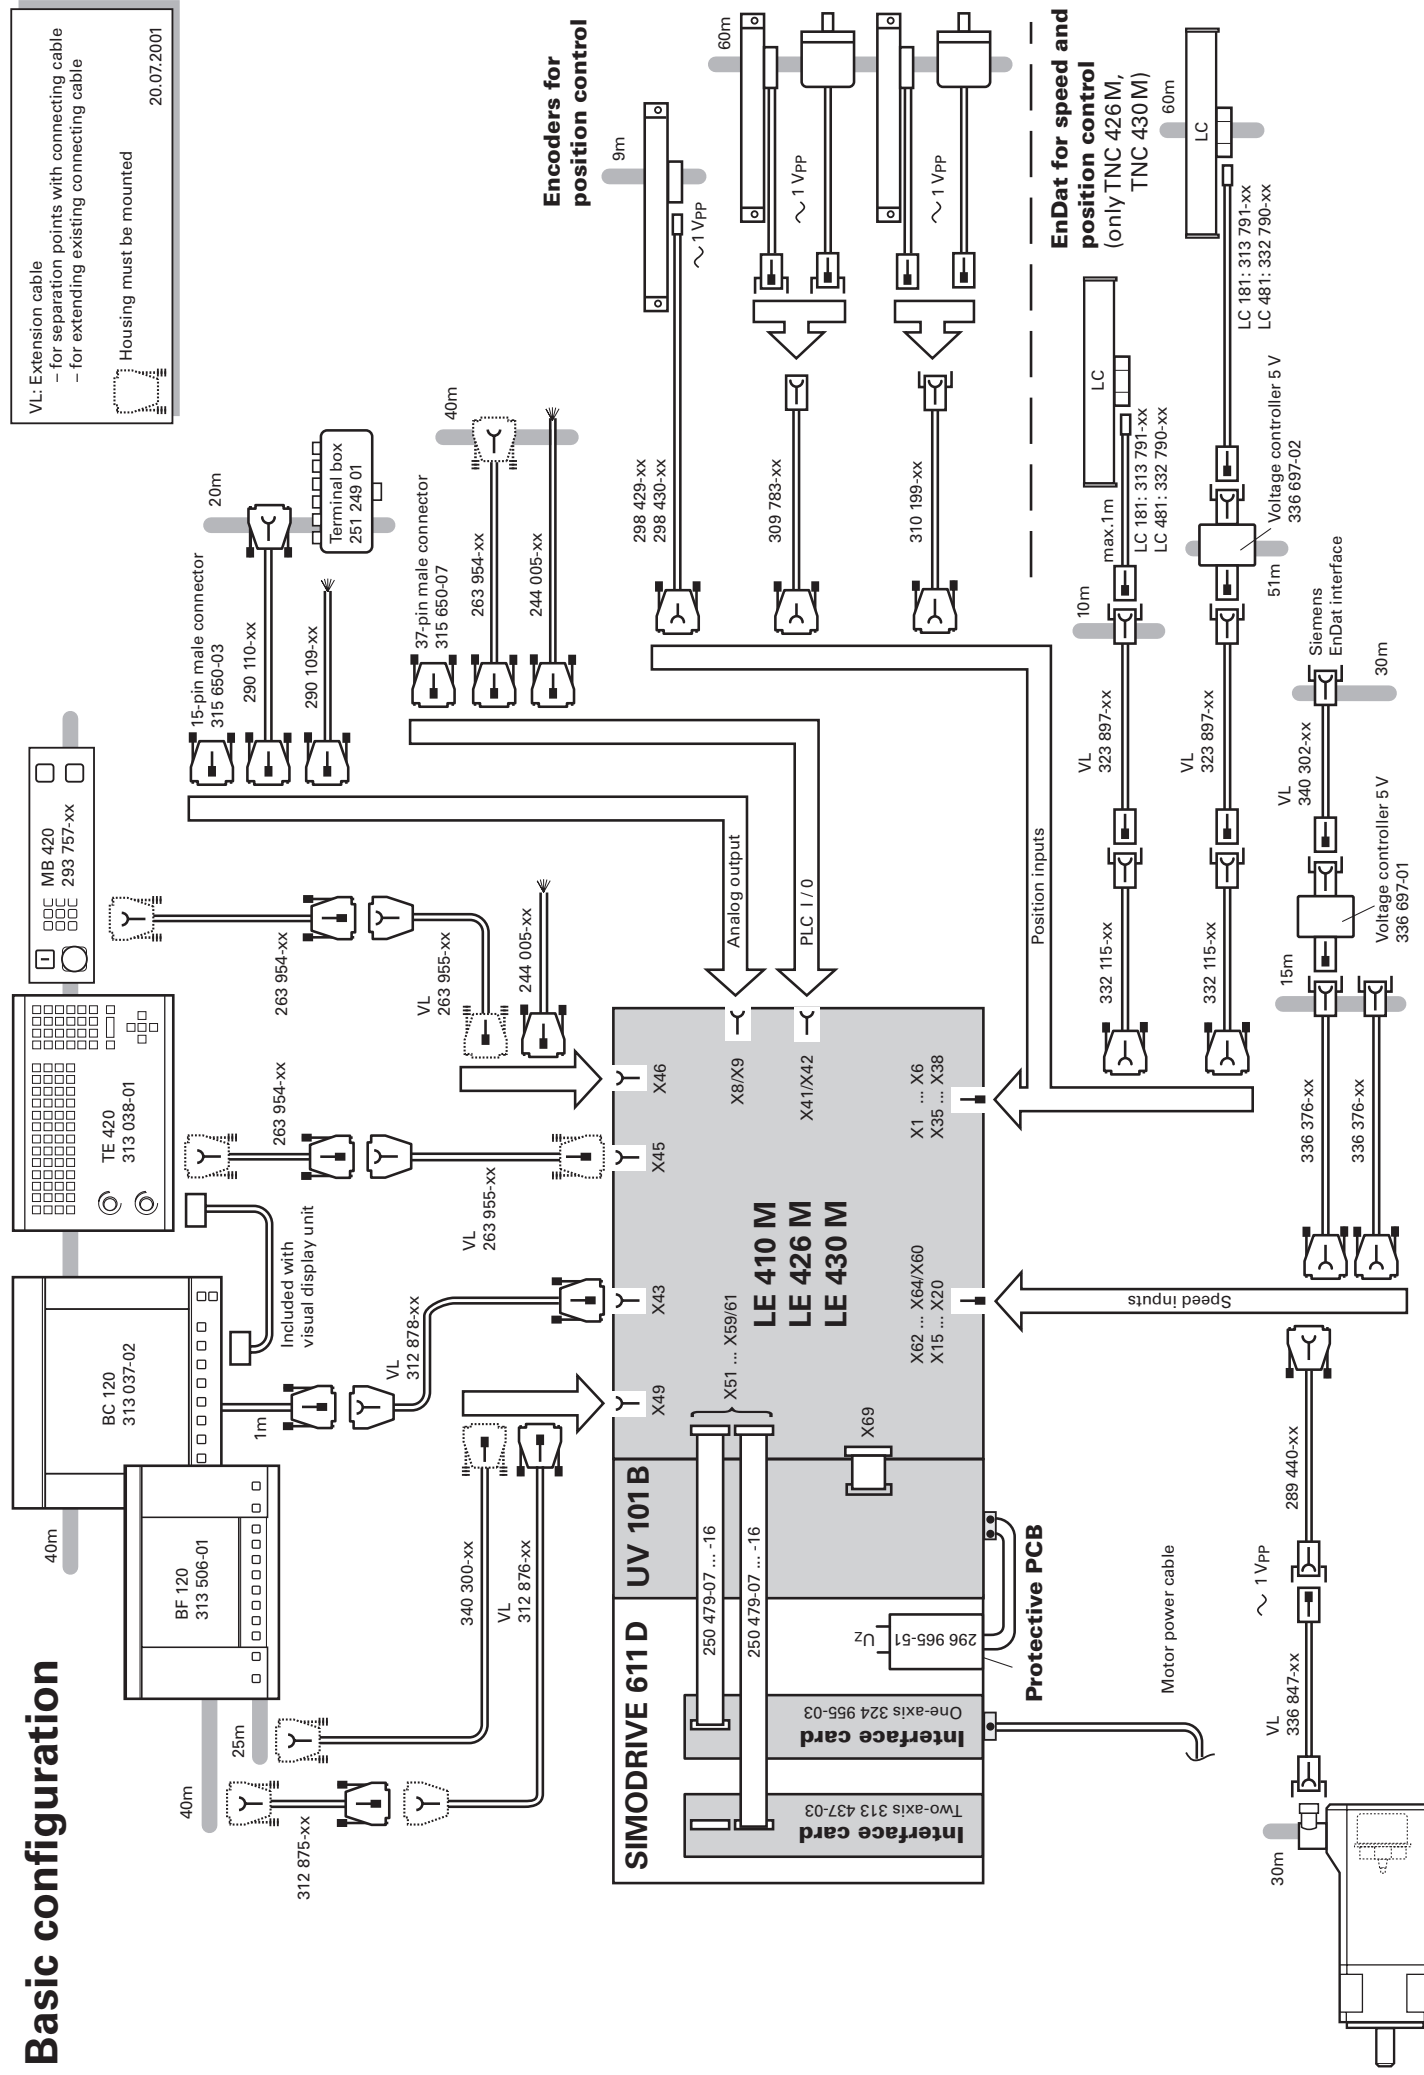 Basic configuration
VL: Extension cable
– for separation points with connecting cable
– for extending existing connecting cable
Housing must be mounted
20.07.2001
40m
BC 120
313 037-02
BF 120
313 506-01
TE 420
313 038-01
MB 420
293 757-xx
Included with
visual display unit
1m
25m
40m
312 875-xx
340 300-xx
VL
312 876-xx
VL
312 878-xx
263 954-xx
VL
263 955-xx
263 954-xx
VL
263 955-xx
244 005-xx
15-pin male connector
315 650-03
290 110-xx
290 109-xx
20m
Terminal box
251 249 01
37-pin male connector
315 650-07
263 954-xx
244 005-xx
40m
Encoders for
position control
9m
~ 1 VPP
298 429-xx
298 430-xx
60m
~ 1 VPP
309 783-xx
~ 1 VPP
310 199-xx
EnDat for speed and
position control
(only TNC 426 M,
TNC 430 M)
Analog output
PLC I / 0
Position inputs
X49
X43
X45
X46
X8/X9
X41/X42
X51 ... X59/61
X69
LE 410 M
LE 426 M
LE 430 M
X1 ... X6
X35 ... X38
X62 ... X64/X60
X15 ... X20
SIMODRIVE 611 D
UV 101 B
250 479-07 ... -16
250 479-07 ... -16
UZ
296 965-51
Protective PCB
Interface card
One-axis 324 955-03
Interface card
Two-axis 313 437-03
Motor power cable
Speed inputs
332 115-xx
VL
323 897-xx
10m
max.1m
LC
LC 181: 313 791-xx
LC 481: 332 790-xx
332 115-xx
VL
323 897-xx
51m
Voltage controller 5 V
336 697-02
LC
60m
LC 181: 313 791-xx
LC 481: 332 790-xx
336 376-xx
336 376-xx
15m
Voltage controller 5 V
336 697-01
VL
340 302-xx
Siemens
EnDat interface
30m
30m
VL
336 847-xx
~ 1 VPP
289 440-xx